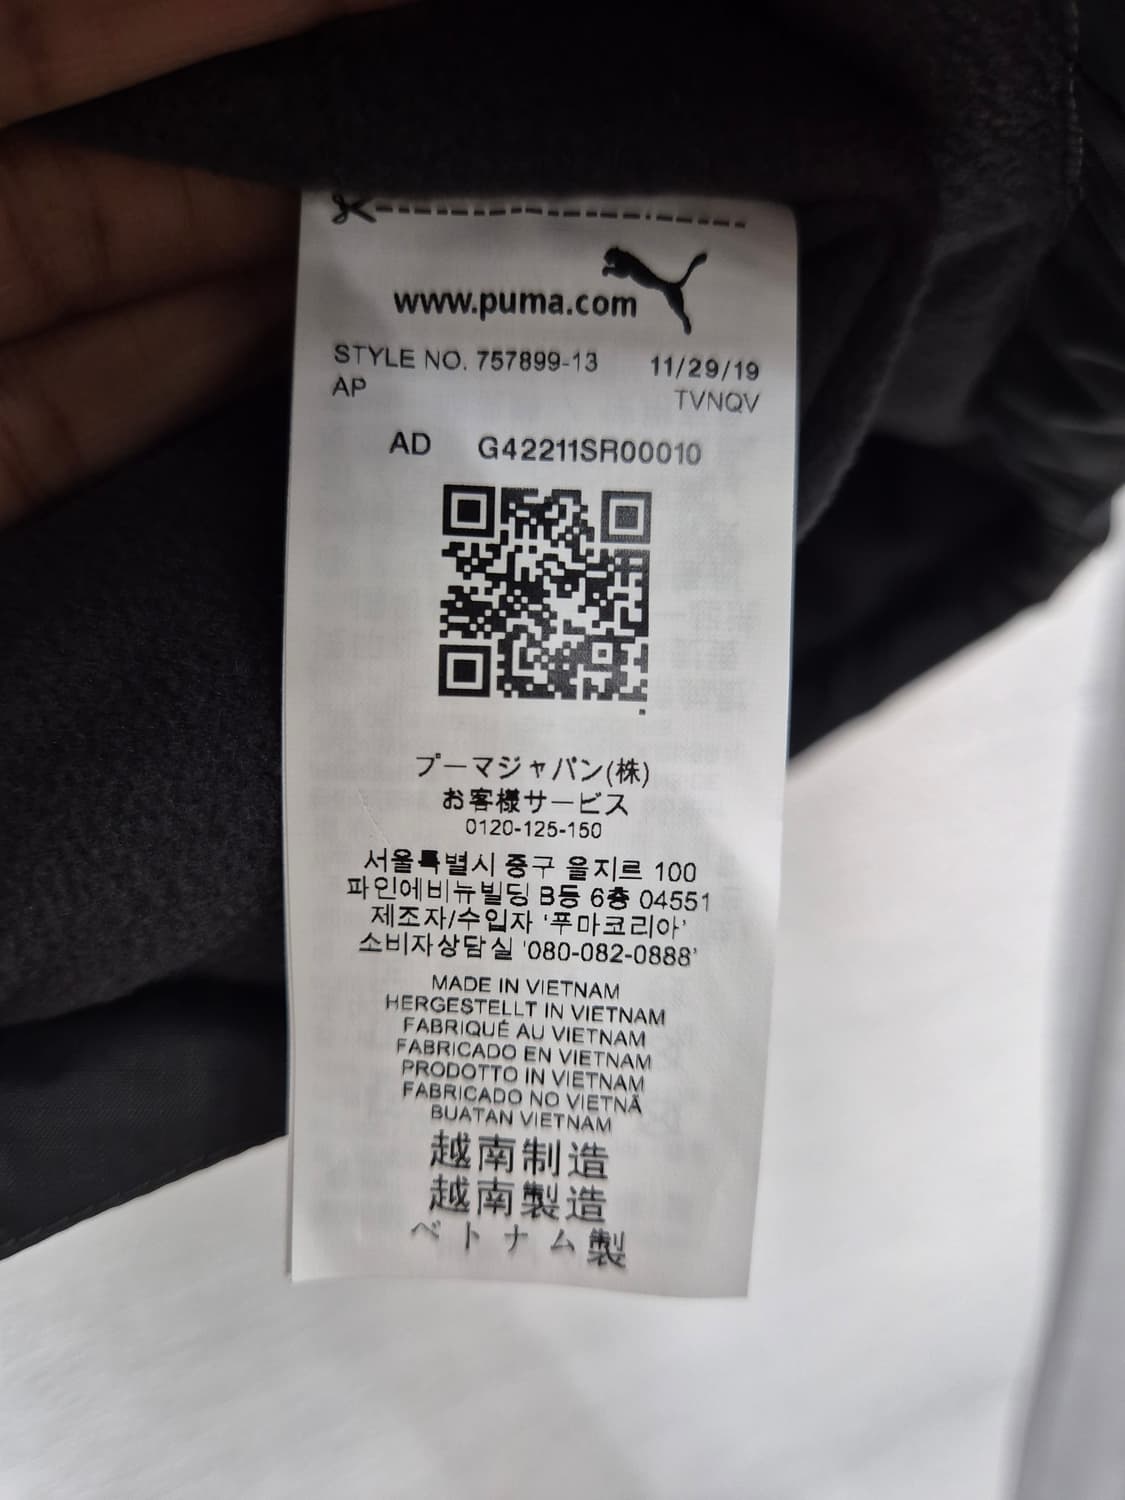 www.puma.com
STYLE NO. 757899-13 11/29/19
AP TVNQV
AD G42211SR00010
プーマジャパン(株)
お客様サービス
0120-125-150
서울특별시 중구 을지르 100
파인에비뉴빌딩 B등 6층 04551
제조자/수입자 '푸마코리아'
소비자상담실 '080-082-0888'
MADE IN VIETNAM
HERGESTELLT IN VIETNAM
FABRIQUÉ AU VIETNAM
FABRICADO EN VIETNAM
PRODOTTO IN VIETNAM
FABRICADO NO VIETNÃ
BUATAN VIETNAM
越南制造
越南製造
ベトナム製